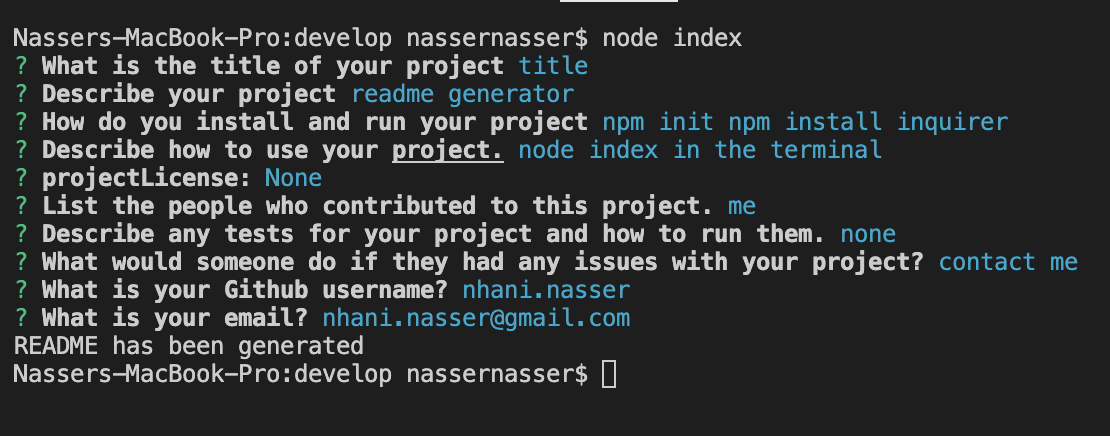 Nassers-MacBook-Pro:develop nassernasser$ node index
? What is the title of your project title
? Describe your project readme generator
? How do you install and run your project npm init npm install inquirer
? Describe how to use your project. node index in the terminal
? projectLicense: None
? List the people who contributed to this project. me
? Describe any tests for your project and how to run them. none
? What would someone do if they had any issues with your project? contact me
? What is your Github username? nhani.nasser
? What is your email? nhani.nasser@gmail.com
README has been generated
Nassers-MacBook-Pro:develop nassernasser$